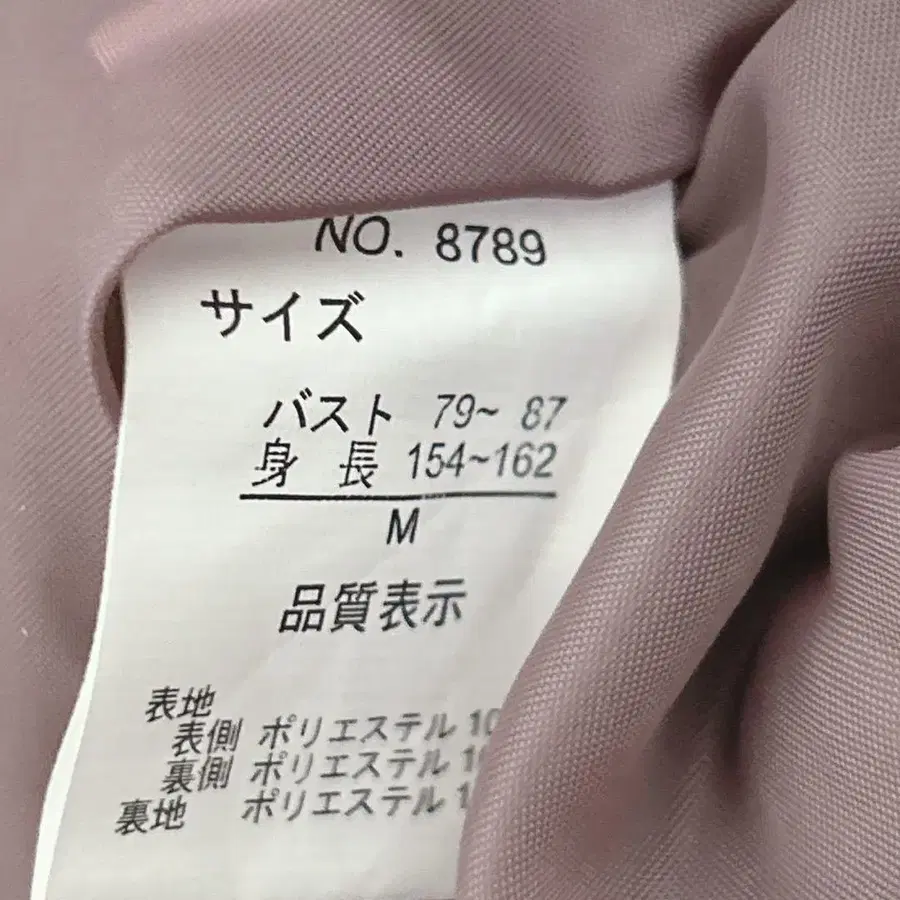 NO. 8789
サイズ
バスト 79~ 87
身 長 154~162
M
品質表示
表地
表側 ポリエステル
裏側 ポリエステル
裏地 ポリエステル